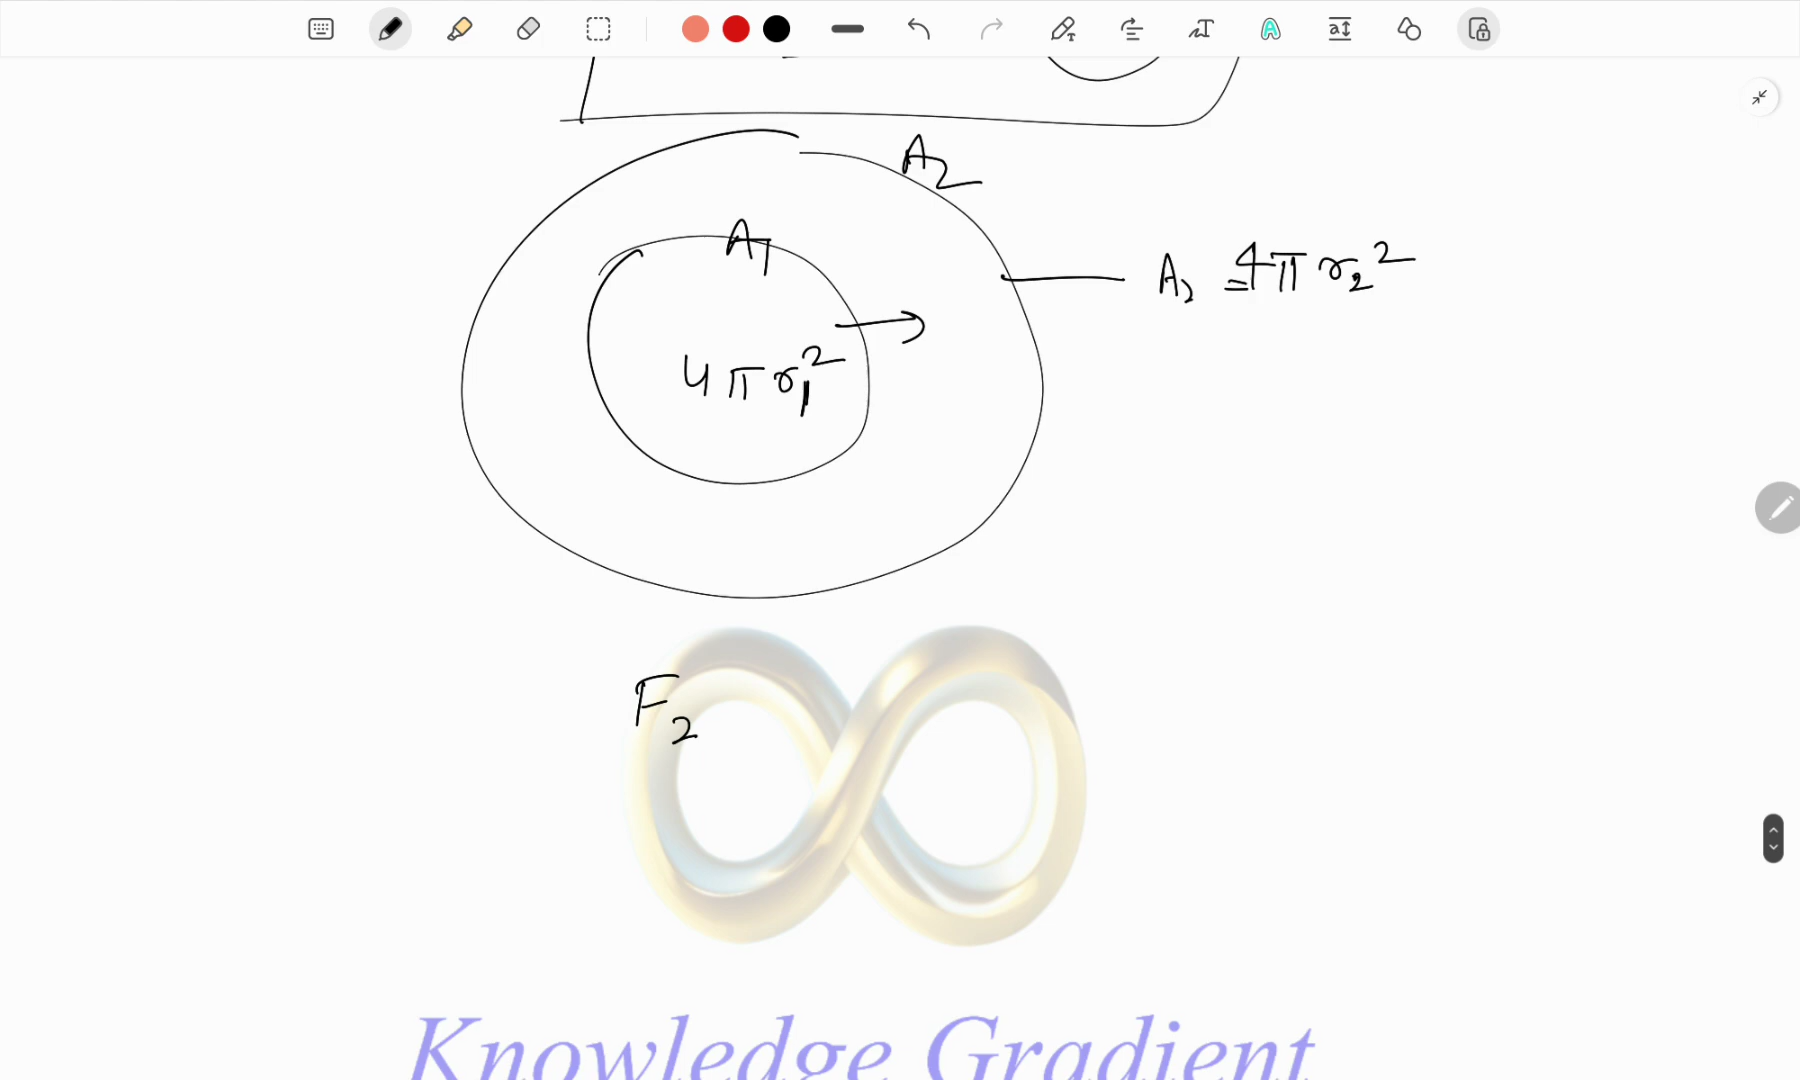 A2
A1
A2 = 4πr2²
4πr1²
F2
Knowledge Gradient